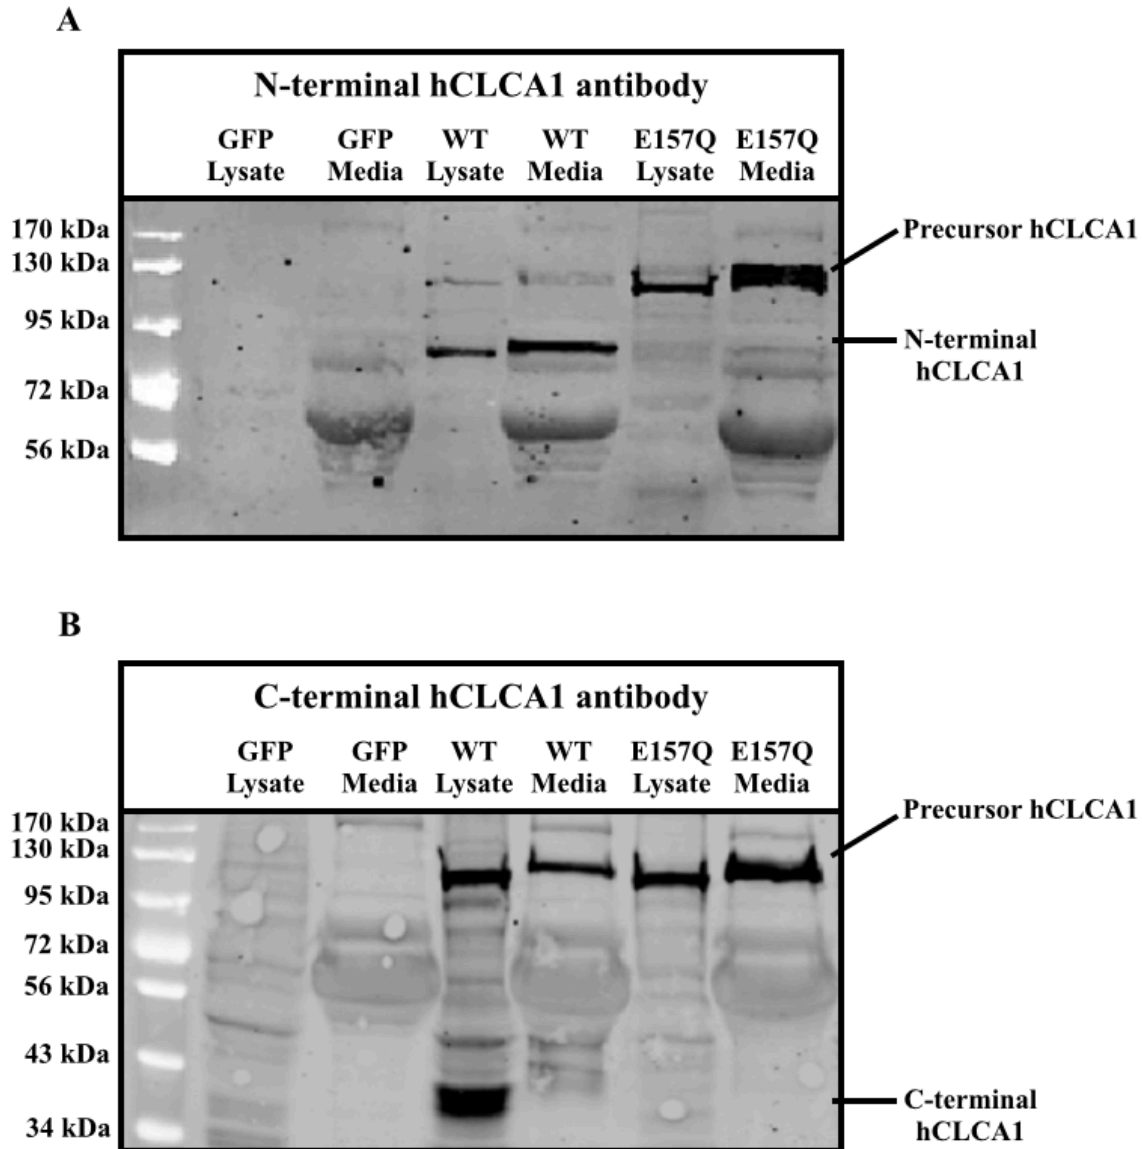 A
N-terminal hCLCA1 antibody
GFP GFP WT WT E157Q E157Q
Lysate Media Lysate Media Lysate Media
170 kDa
130 kDa
95 kDa
72 kDa
56 kDa
Precursor hCLCA1
N-terminal
hCLCA1
B
C-terminal hCLCA1 antibody
GFP GFP WT WT E157Q E157Q
Lysate Media Lysate Media Lysate Media
170 kDa
130 kDa
95 kDa
72 kDa
56 kDa
43 kDa
34 kDa
Precursor hCLCA1
C-terminal
hCLCA1